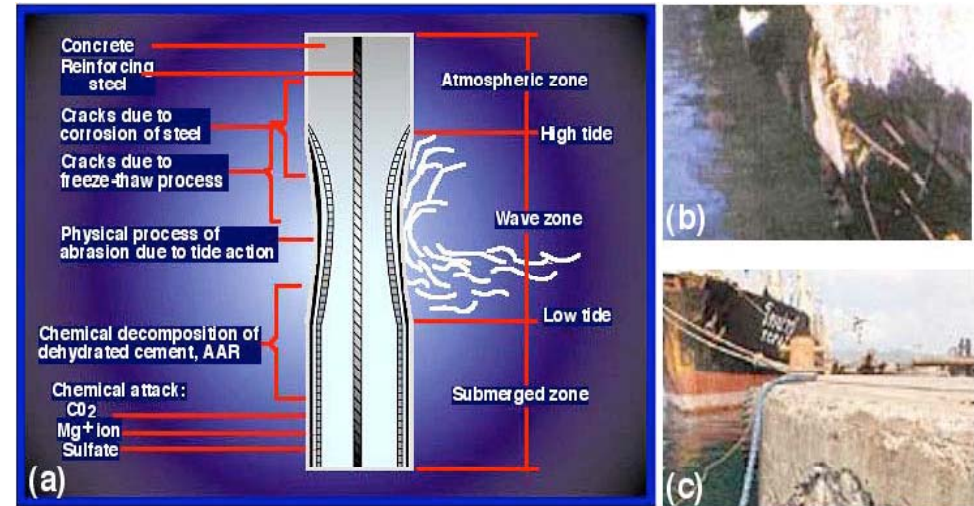 Concrete
Reinforcing
steel
Cracks due to
corrosion of steel
Cracks due to
freeze-thaw process
Physical process of
abrasion due to tide action
Chemical decomposition of
dehydrated cement, AAR
Chemical attack:
CO2
Mg+ ion
Sulfate
(a)
Atmospheric zone
High tide
Wave zone
Low tide
Submerged zone
(b)
(c)